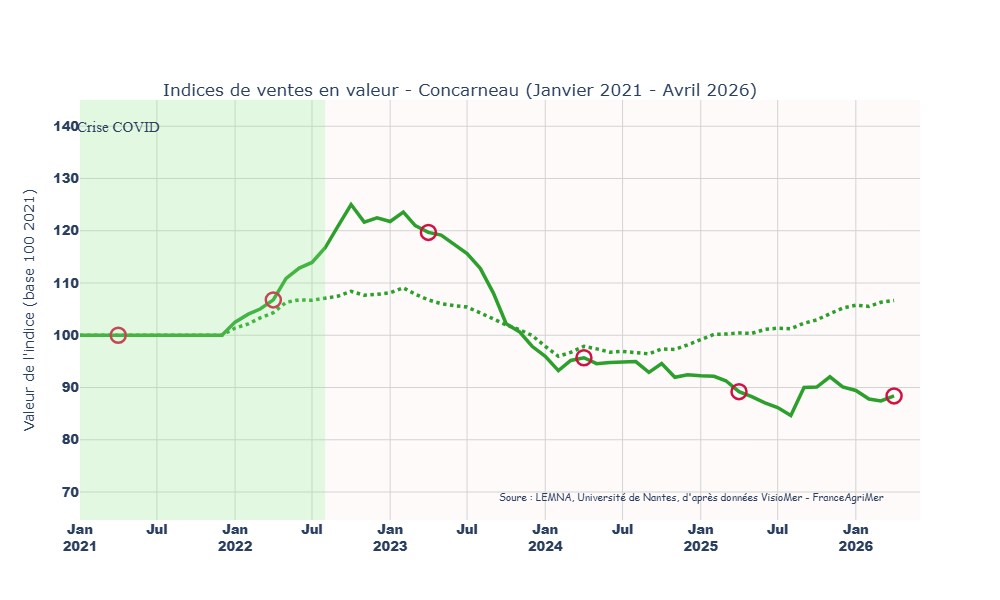 Indices de ventes en valeur - Concarneau (Janvier 2021 - Avril 2026)
Valeur de l'Indice (base 100 2021)
Crise COVID
140
130
120
110
100
90
80
70
Soure : LEMNA, Université de Nantes, d'après données VisioMer - FranceAgriMer
Jan Jul Jan Jul Jan Jul Jan Jul Jan Jul Jan
2021 2022 2023 2024 2025 2026